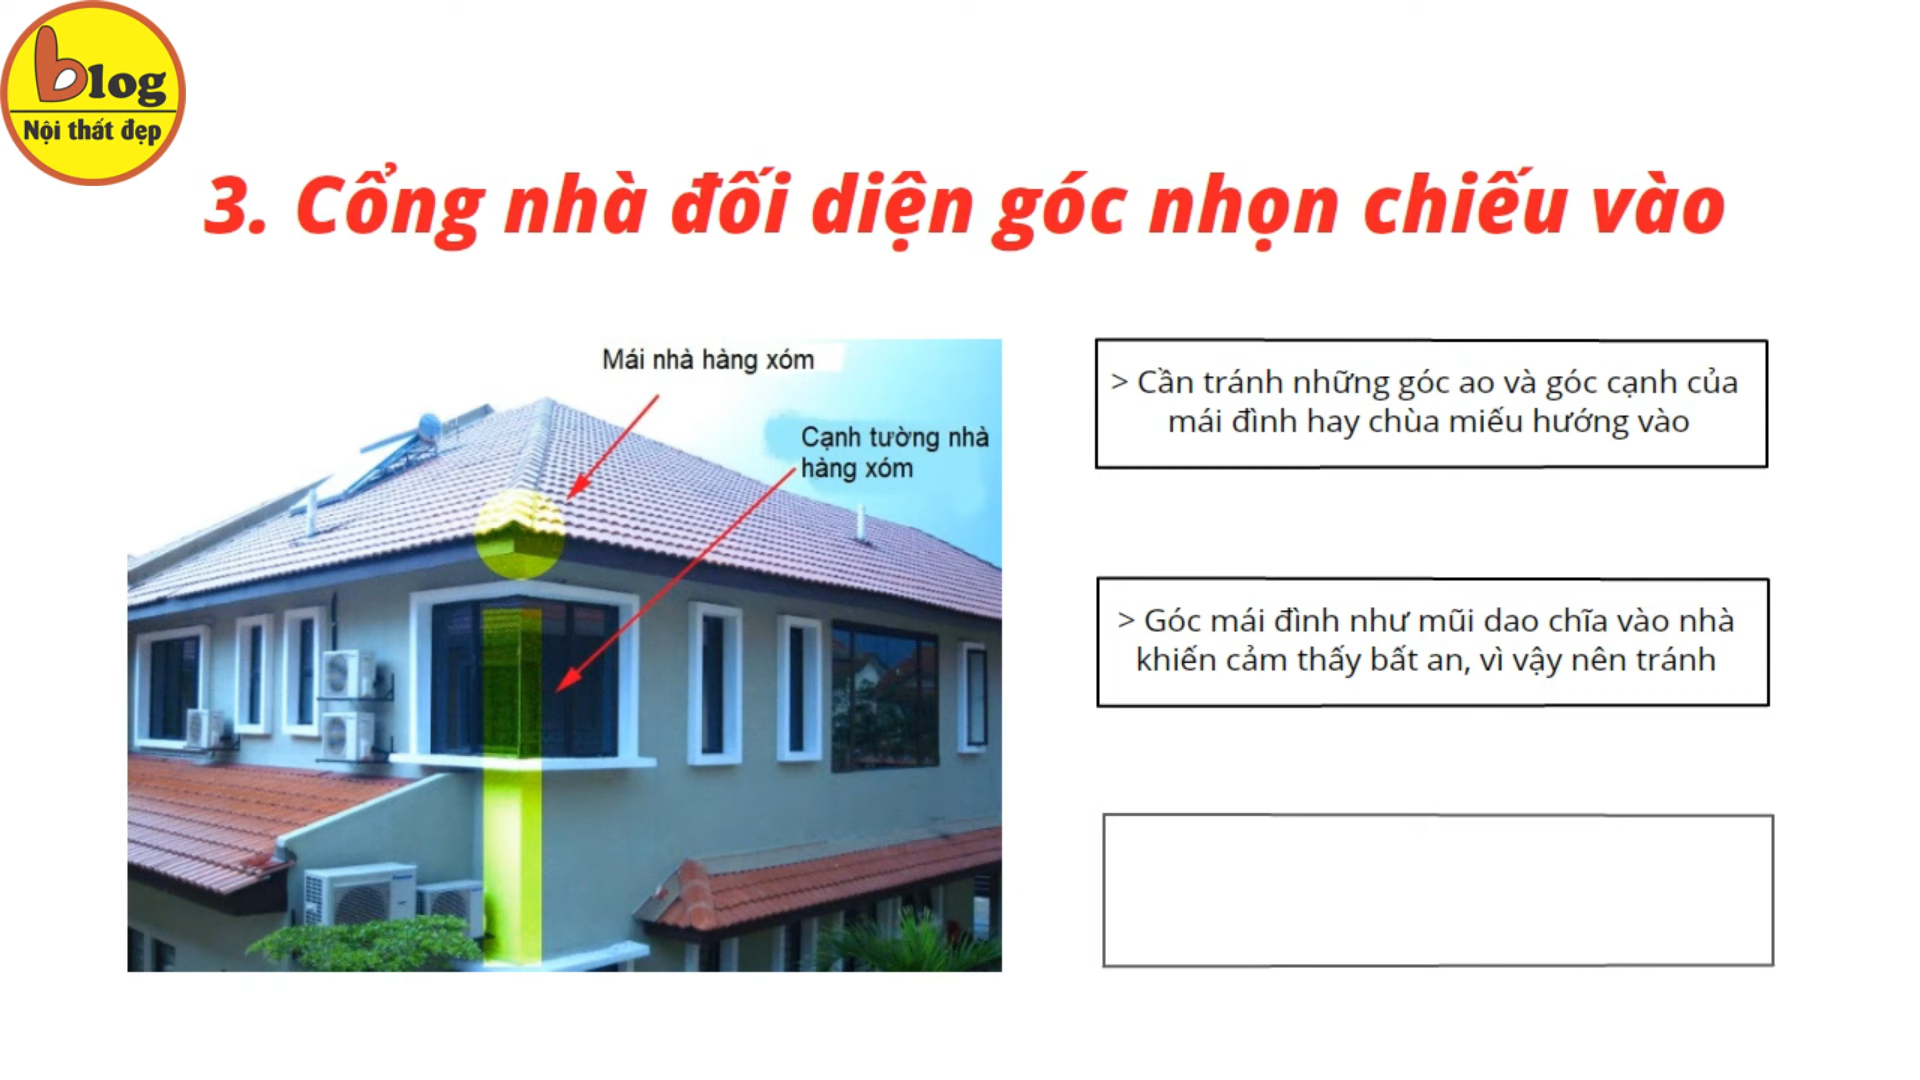 blog
Nội thất đẹp
3. Cổng nhà đối diện góc nhọn chiếu vào
Mái nhà hàng xóm
Cạnh tường nhà
hàng xóm
> Cần tránh những góc ao và góc cạnh của
mái đình hay chùa miếu hướng vào
> Góc mái đình như mũi dao chĩa vào nhà
khiến cảm thấy bất an, vì vậy nên tránh